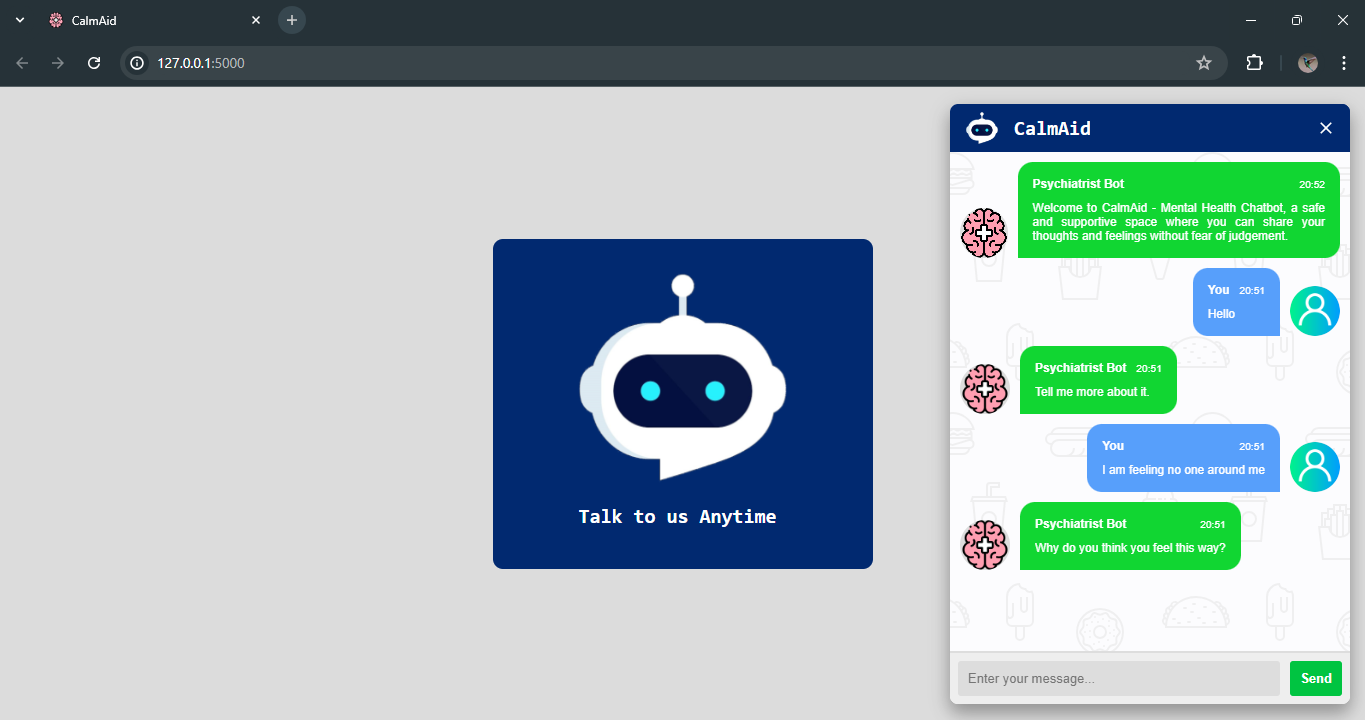 CalmAid
127.0.0.1:5000
CalmAid
Psychiatrist Bot 20:52
Welcome to CalmAid - Mental Health Chatbot, a safe
and supportive space where you can share your
thoughts and feelings without fear of judgement.
You 20:51
Hello
Psychiatrist Bot 20:51
Tell me more about it.
You 20:51
I am feeling no one around me
Psychiatrist Bot 20:51
Why do you think you feel this way?
Talk to us Anytime
Enter your message...
Send